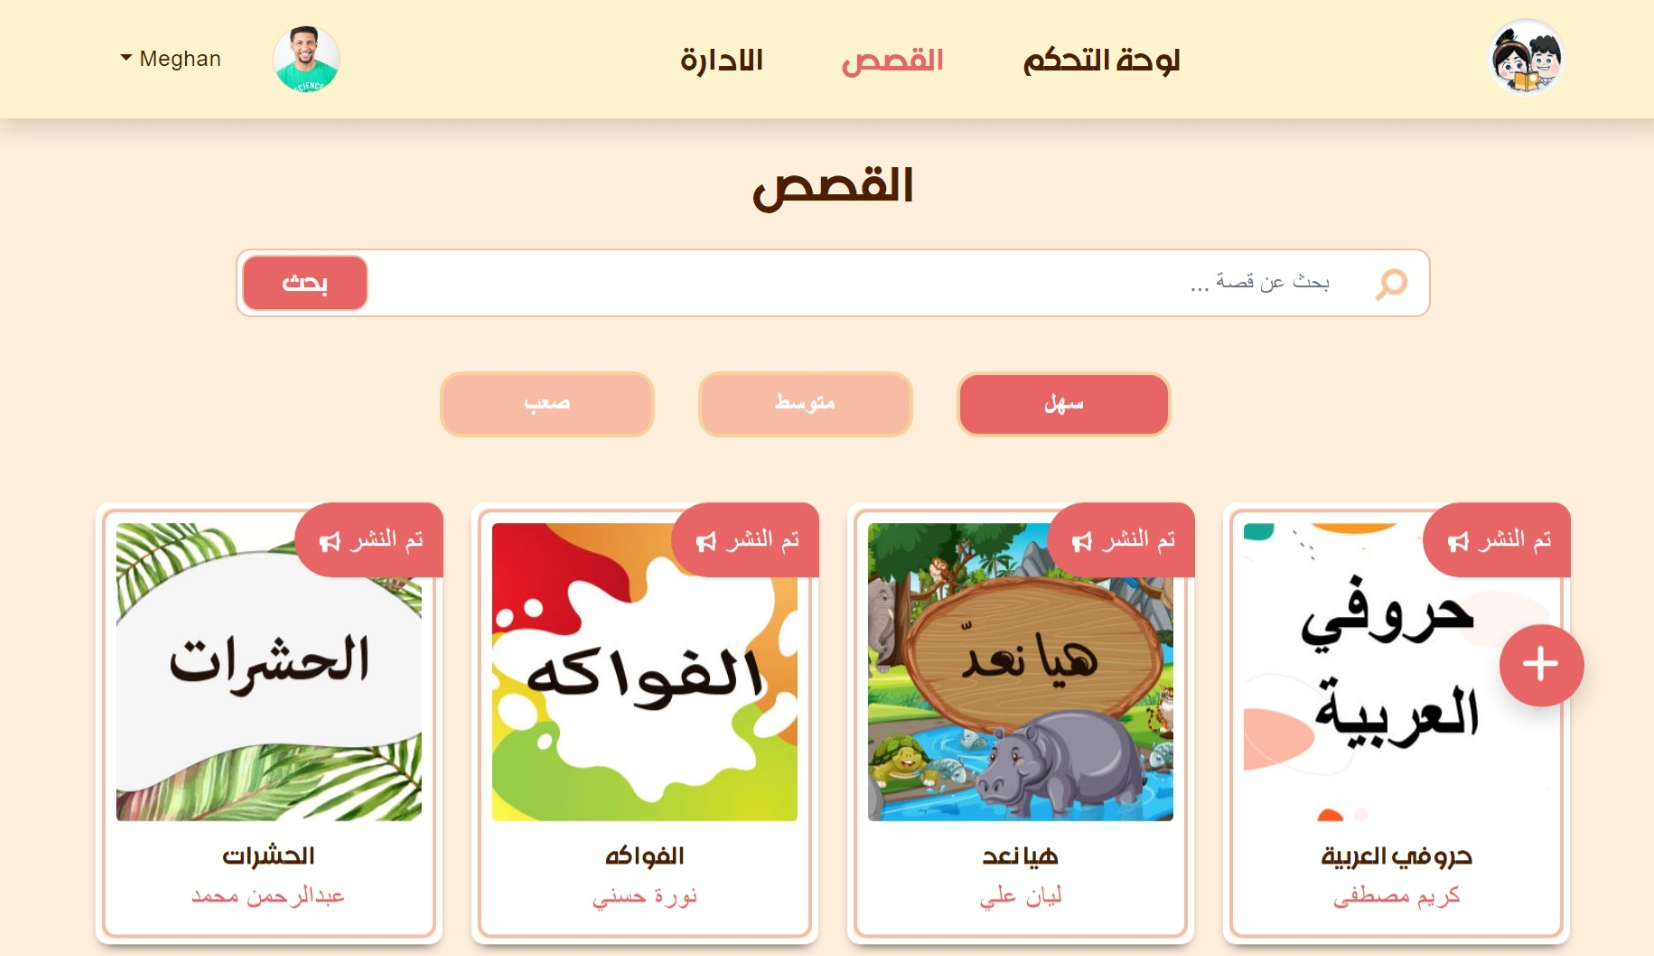 لوحة التحكم
القصص
الادارة
Meghan
SCIENCE
القصص
بحث عن قصة ...
بحث
سهل
متوسط
صعب
تم النشر
حروفي
العربية
حروفي العربية
كريم مصطفى
تم النشر
هيا نعدّ
هيا نعد
ليان علي
تم النشر
الفواكه
الفواكه
نورة حسني
تم النشر
الحشرات
الحشرات
عبدالرحمن محمد